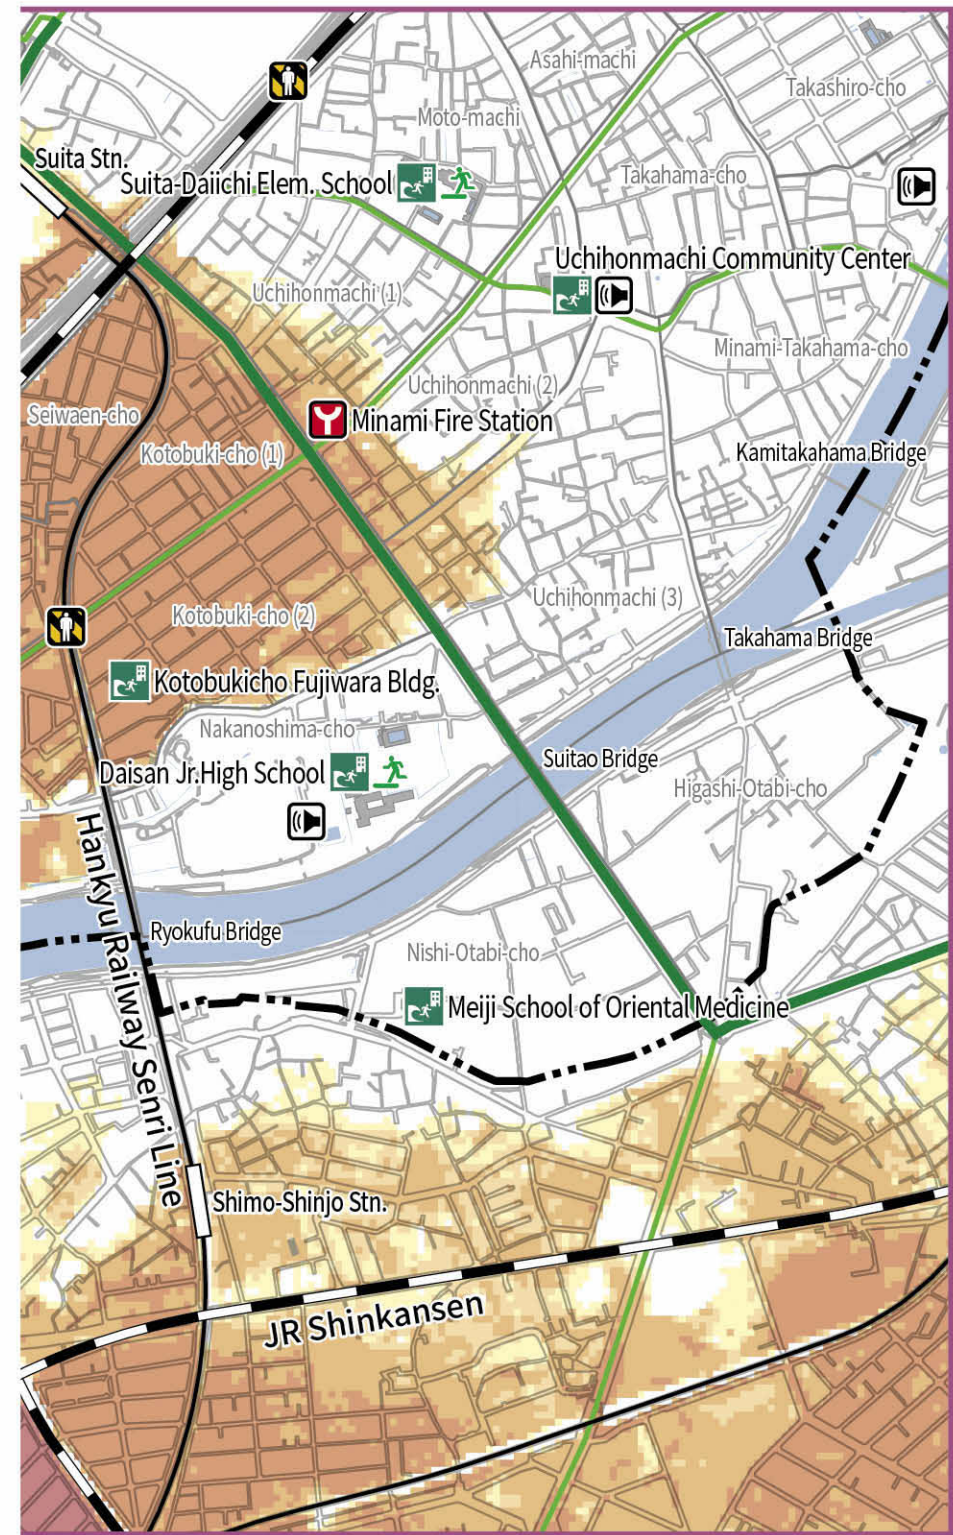 Asahi-machi
Takashiro-cho
Moto-machi
Suita Stn.
Suita-Daiichi Elem. School
Takahama-cho
Uchihonmachi Community Center
Uchihonmachi (1)
Minami-Takahama-cho
Uchihonmachi (2)
Seiwaen-cho
Minami Fire Station
Kotobuki-cho (1)
Kamitakahama Bridge
Uchihonmachi (3)
Kotobuki-cho (2)
Takahama Bridge
Kotobukicho Fujiwara Bldg.
Nakanoshima-cho
Suitao Bridge
Daisan Jr.High School
Higashi-Otabi-cho
Hankyu Railway Senri Line
Ryokufu Bridge
Nishi-Otabi-cho
Meiji School of Oriental Medicine
Shimo-Shinjo Stn.
JR Shinkansen